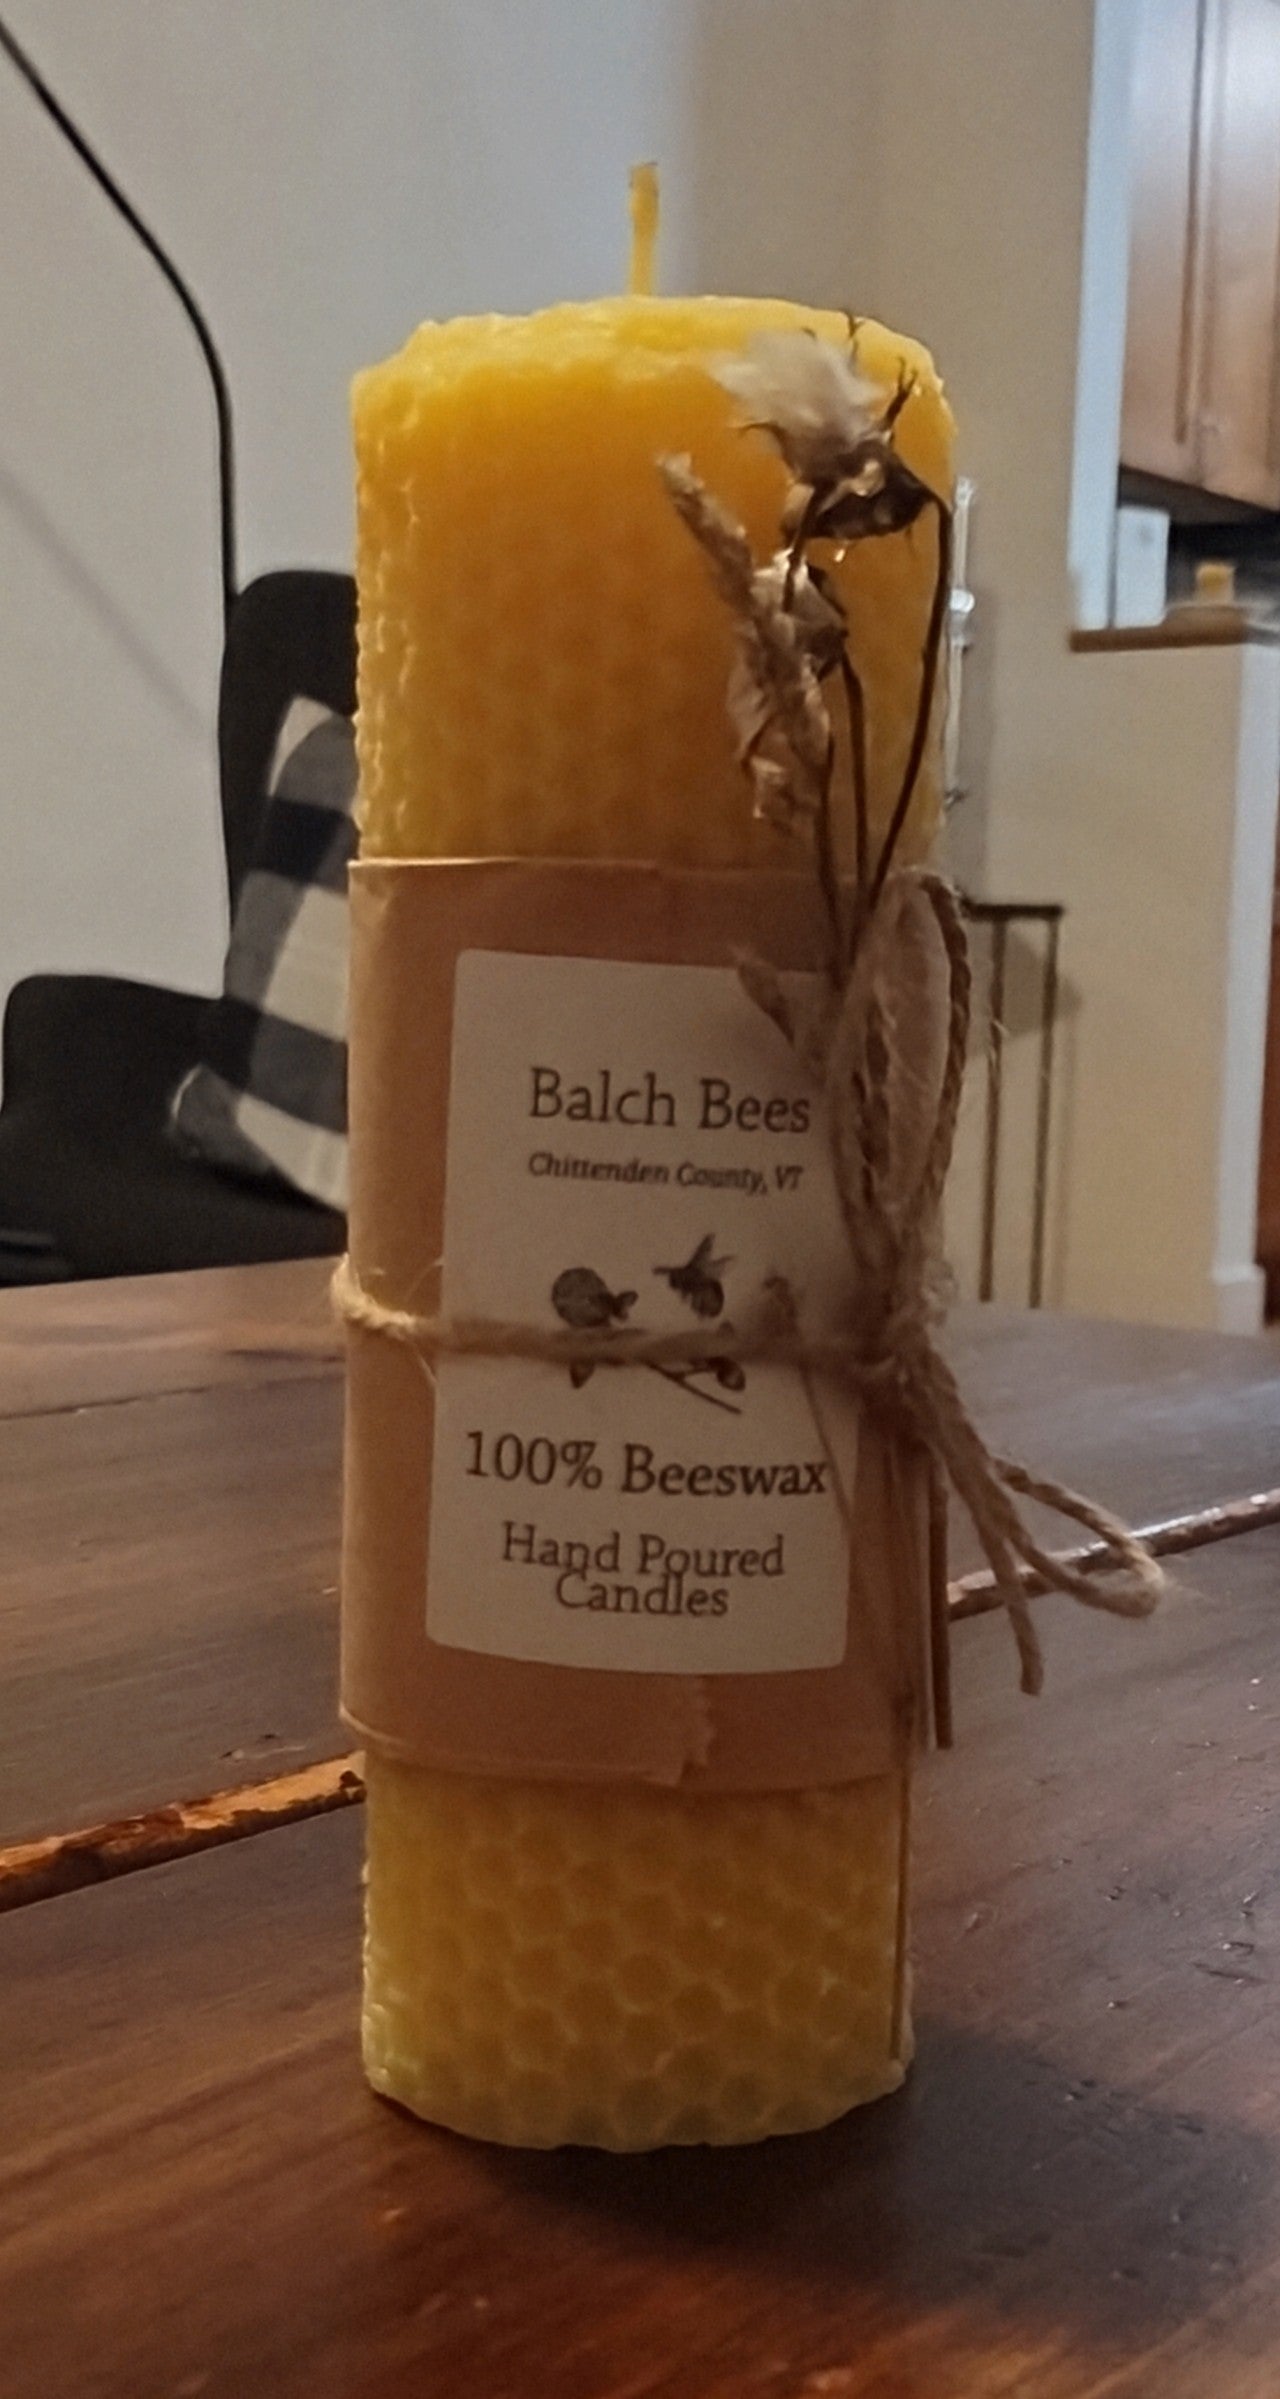 Balch Bees
Chittenden County, VT
100% Beeswax
Hand Poured
Candles